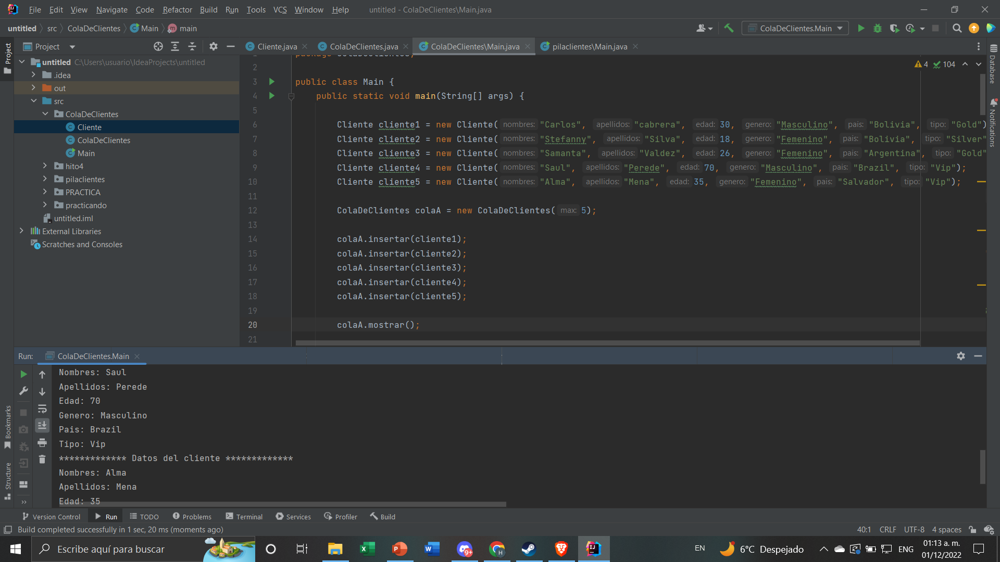 File Edit View Navigate Code Refactor Build Run Tools VCS Window Help untitled - ColaDeClientes\Main.java
untitled src ColaDeClientes Main main ColaDeClientes.Main
Project Cliente.java ColaDeClientes.java ColaDeClientes\Main.java pilaclientes\Main.java
Project
Database
Notifications
Bookmarks
Structure
untitled C:\Users\usuario\IdeaProjects\untitled
.idea
out
src
ColaDeClientes
Cliente
ColaDeClientes
Main
hito4
pilaclientes
PRACTICA
practicando
untitled.iml
External Libraries
Scratches and Consoles
4 104
1 package ColaDeClientes;
2
3 public class Main {
4 public static void main(String[] args) {
5
6 Cliente cliente1 = new Cliente( nombres: "Carlos", apellidos: "cabrera", edad: 30, genero: "Masculino", pais: "Bolivia", tipo: "Gold")
7 Cliente cliente2 = new Cliente( nombres: "Stefanny", apellidos: "Silva", edad: 18, genero: "Femenino", pais: "Bolivia", tipo: "Silver"
8 Cliente cliente3 = new Cliente( nombres: "Samanta", apellidos: "Valdez", edad: 26, genero: "Femenino", pais: "Argentina", tipo: "Gold"
9 Cliente cliente4 = new Cliente( nombres: "Saul", apellidos: "Perede", edad: 70, genero: "Masculino", pais: "Brazil", tipo: "Vip");
10 Cliente cliente5 = new Cliente( nombres: "Alma", apellidos: "Mena", edad: 35, genero: "Femenino", pais: "Salvador", tipo: "Vip");
11
12 ColaDeClientes colaA = new ColaDeClientes( max: 5);
13
14 colaA.insertar(cliente1);
15 colaA.insertar(cliente2);
16 colaA.insertar(cliente3);
17 colaA.insertar(cliente4);
18 colaA.insertar(cliente5);
19
20 colaA.mostrar();
21
Run: ColaDeClientes.Main
Nombres: Saul
Apellidos: Perede
Edad: 70
Genero: Masculino
Pais: Brazil
Tipo: Vip
************* Datos del cliente *************
Nombres: Alma
Apellidos: Mena
Edad: 35
Version Control Run TODO Problems Terminal Services Profiler Build
Build completed successfully in 1 sec, 20 ms (moments ago) 40:1 CRLF UTF-8 4 spaces
Escribe aquí para buscar 9+ H EN 6°C Despejado ENG 01:13 a. m.
01/12/2022